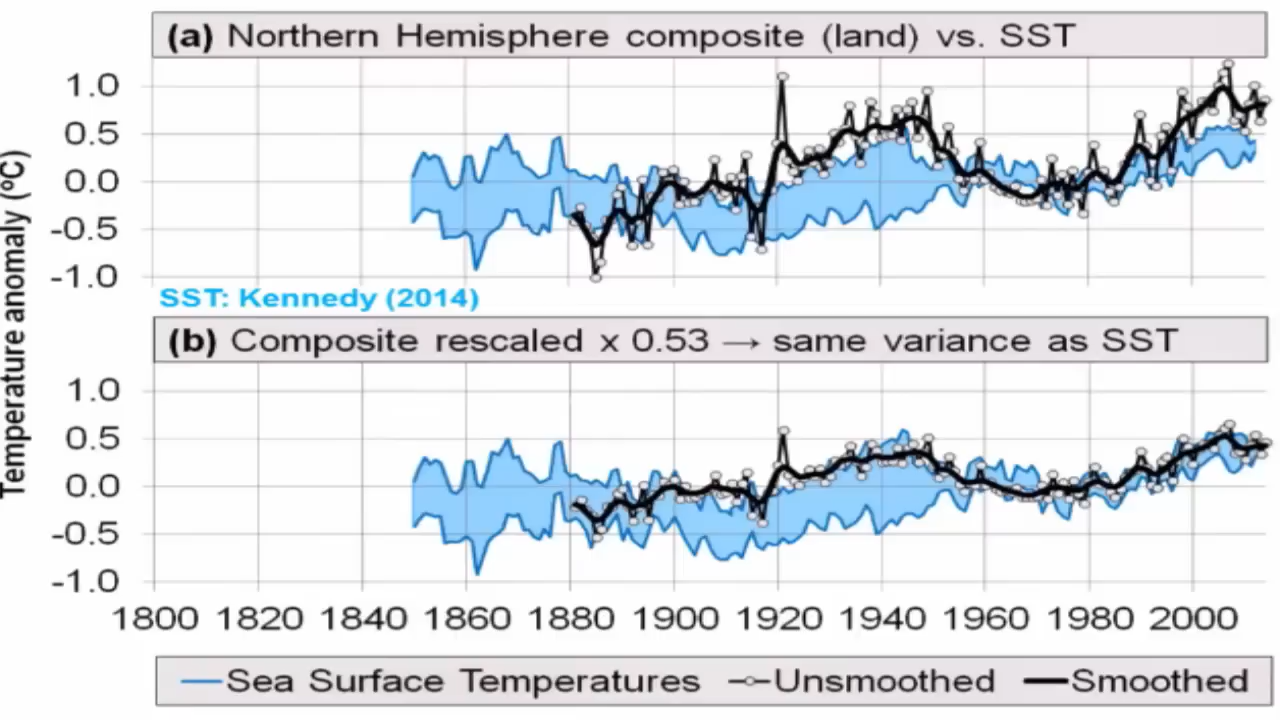 (a) Northern Hemisphere composite (land) vs. SST
1.0
0.5
0.0
-0.5
-1.0
Temperature anomaly (ºC)
SST: Kennedy (2014)
(b) Composite rescaled x 0.53 → same variance as SST
1.0
0.5
0.0
-0.5
-1.0
1800 1820 1840 1860 1880 1900 1920 1940 1960 1980 2000
Sea Surface Temperatures Unsmoothed Smoothed